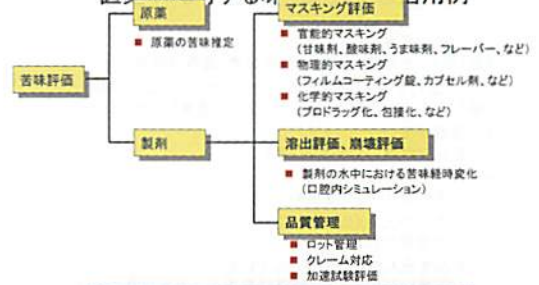 原薬
■ 原薬の苦味推定
苦味評価
製剤
マスキング評価
■ 官能的マスキング
(甘味剤、酸味剤、うま味剤、フレーバー、など)
■ 物理的マスキング
(フィルムコーティング錠、カプセル剤、など)
■ 化学的マスキング
(プロドラッグ化、包接化、など)
溶出評価、崩壊評価
■ 製剤の水中における苦味経時変化
(口腔内シミュレーション)
品質管理
■ ロット管理
■ クレーム対応
■ 加速試験評価